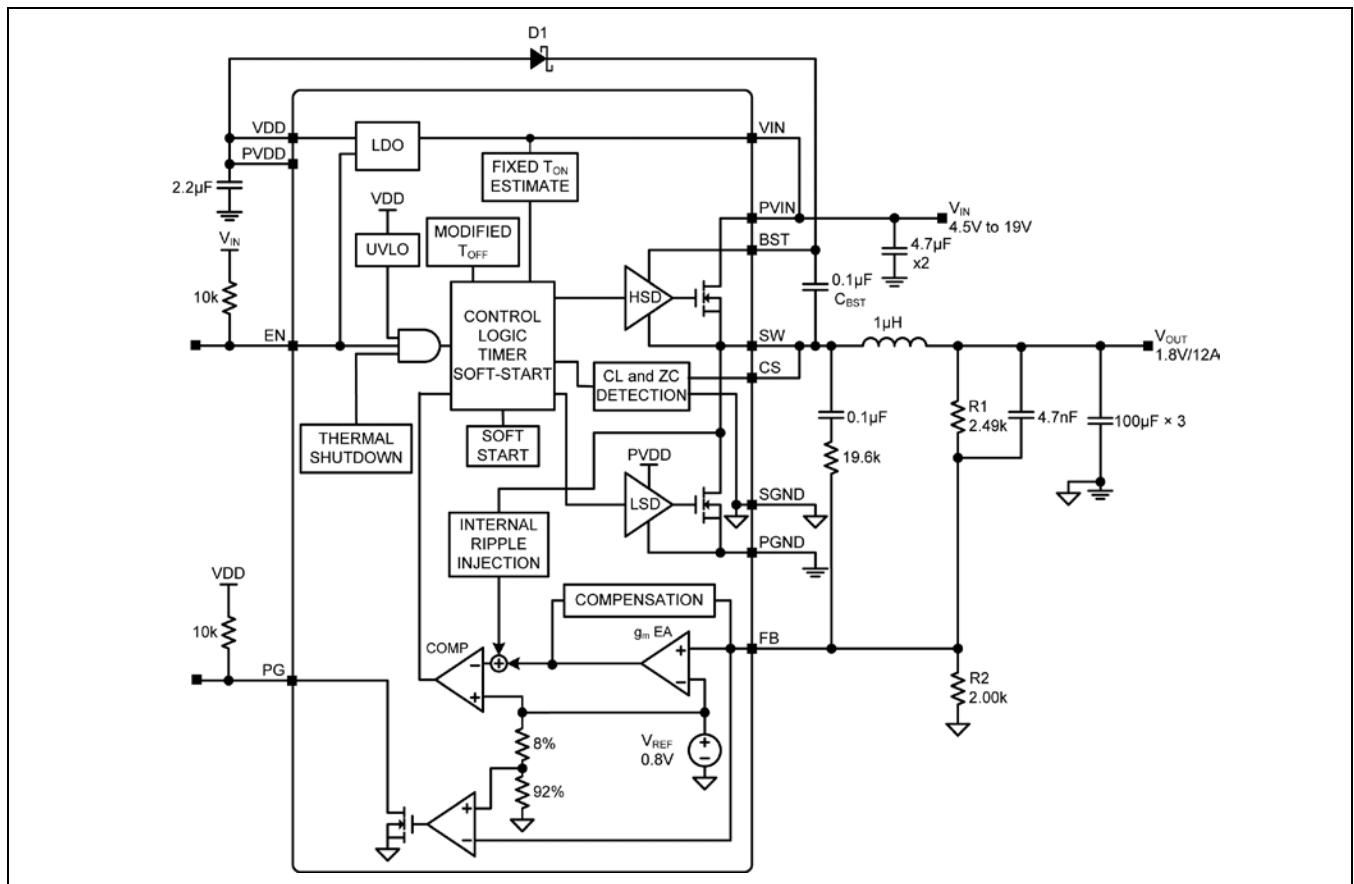 D1
VDD
LDO
VIN
PVDD
FIXED TON
ESTIMATE
2.2µF
VDD
PVIN
VIN
4.5V to 19V
VIN
UVLO
MODIFIED
TOFF
BST
4.7µF
x2
10k
HSD
0.1µF
CBST
CONTROL
LOGIC
TIMER
SOFT-START
1µH
EN
SW
VOUT
1.8V/12A
CS
CL and ZC
DETECTION
R1
2.49k
4.7nF
100µF × 3
0.1µF
THERMAL
SHUTDOWN
SOFT
START
19.6k
PVDD
LSD
SGND
INTERNAL
RIPPLE
INJECTION
PGND
VDD
COMPENSATION
10k
gm EA
FB
COMP
+
−
−
+
+
−
PG
R2
2.00k
8%
VREF
0.8V
+
−
92%
+
−